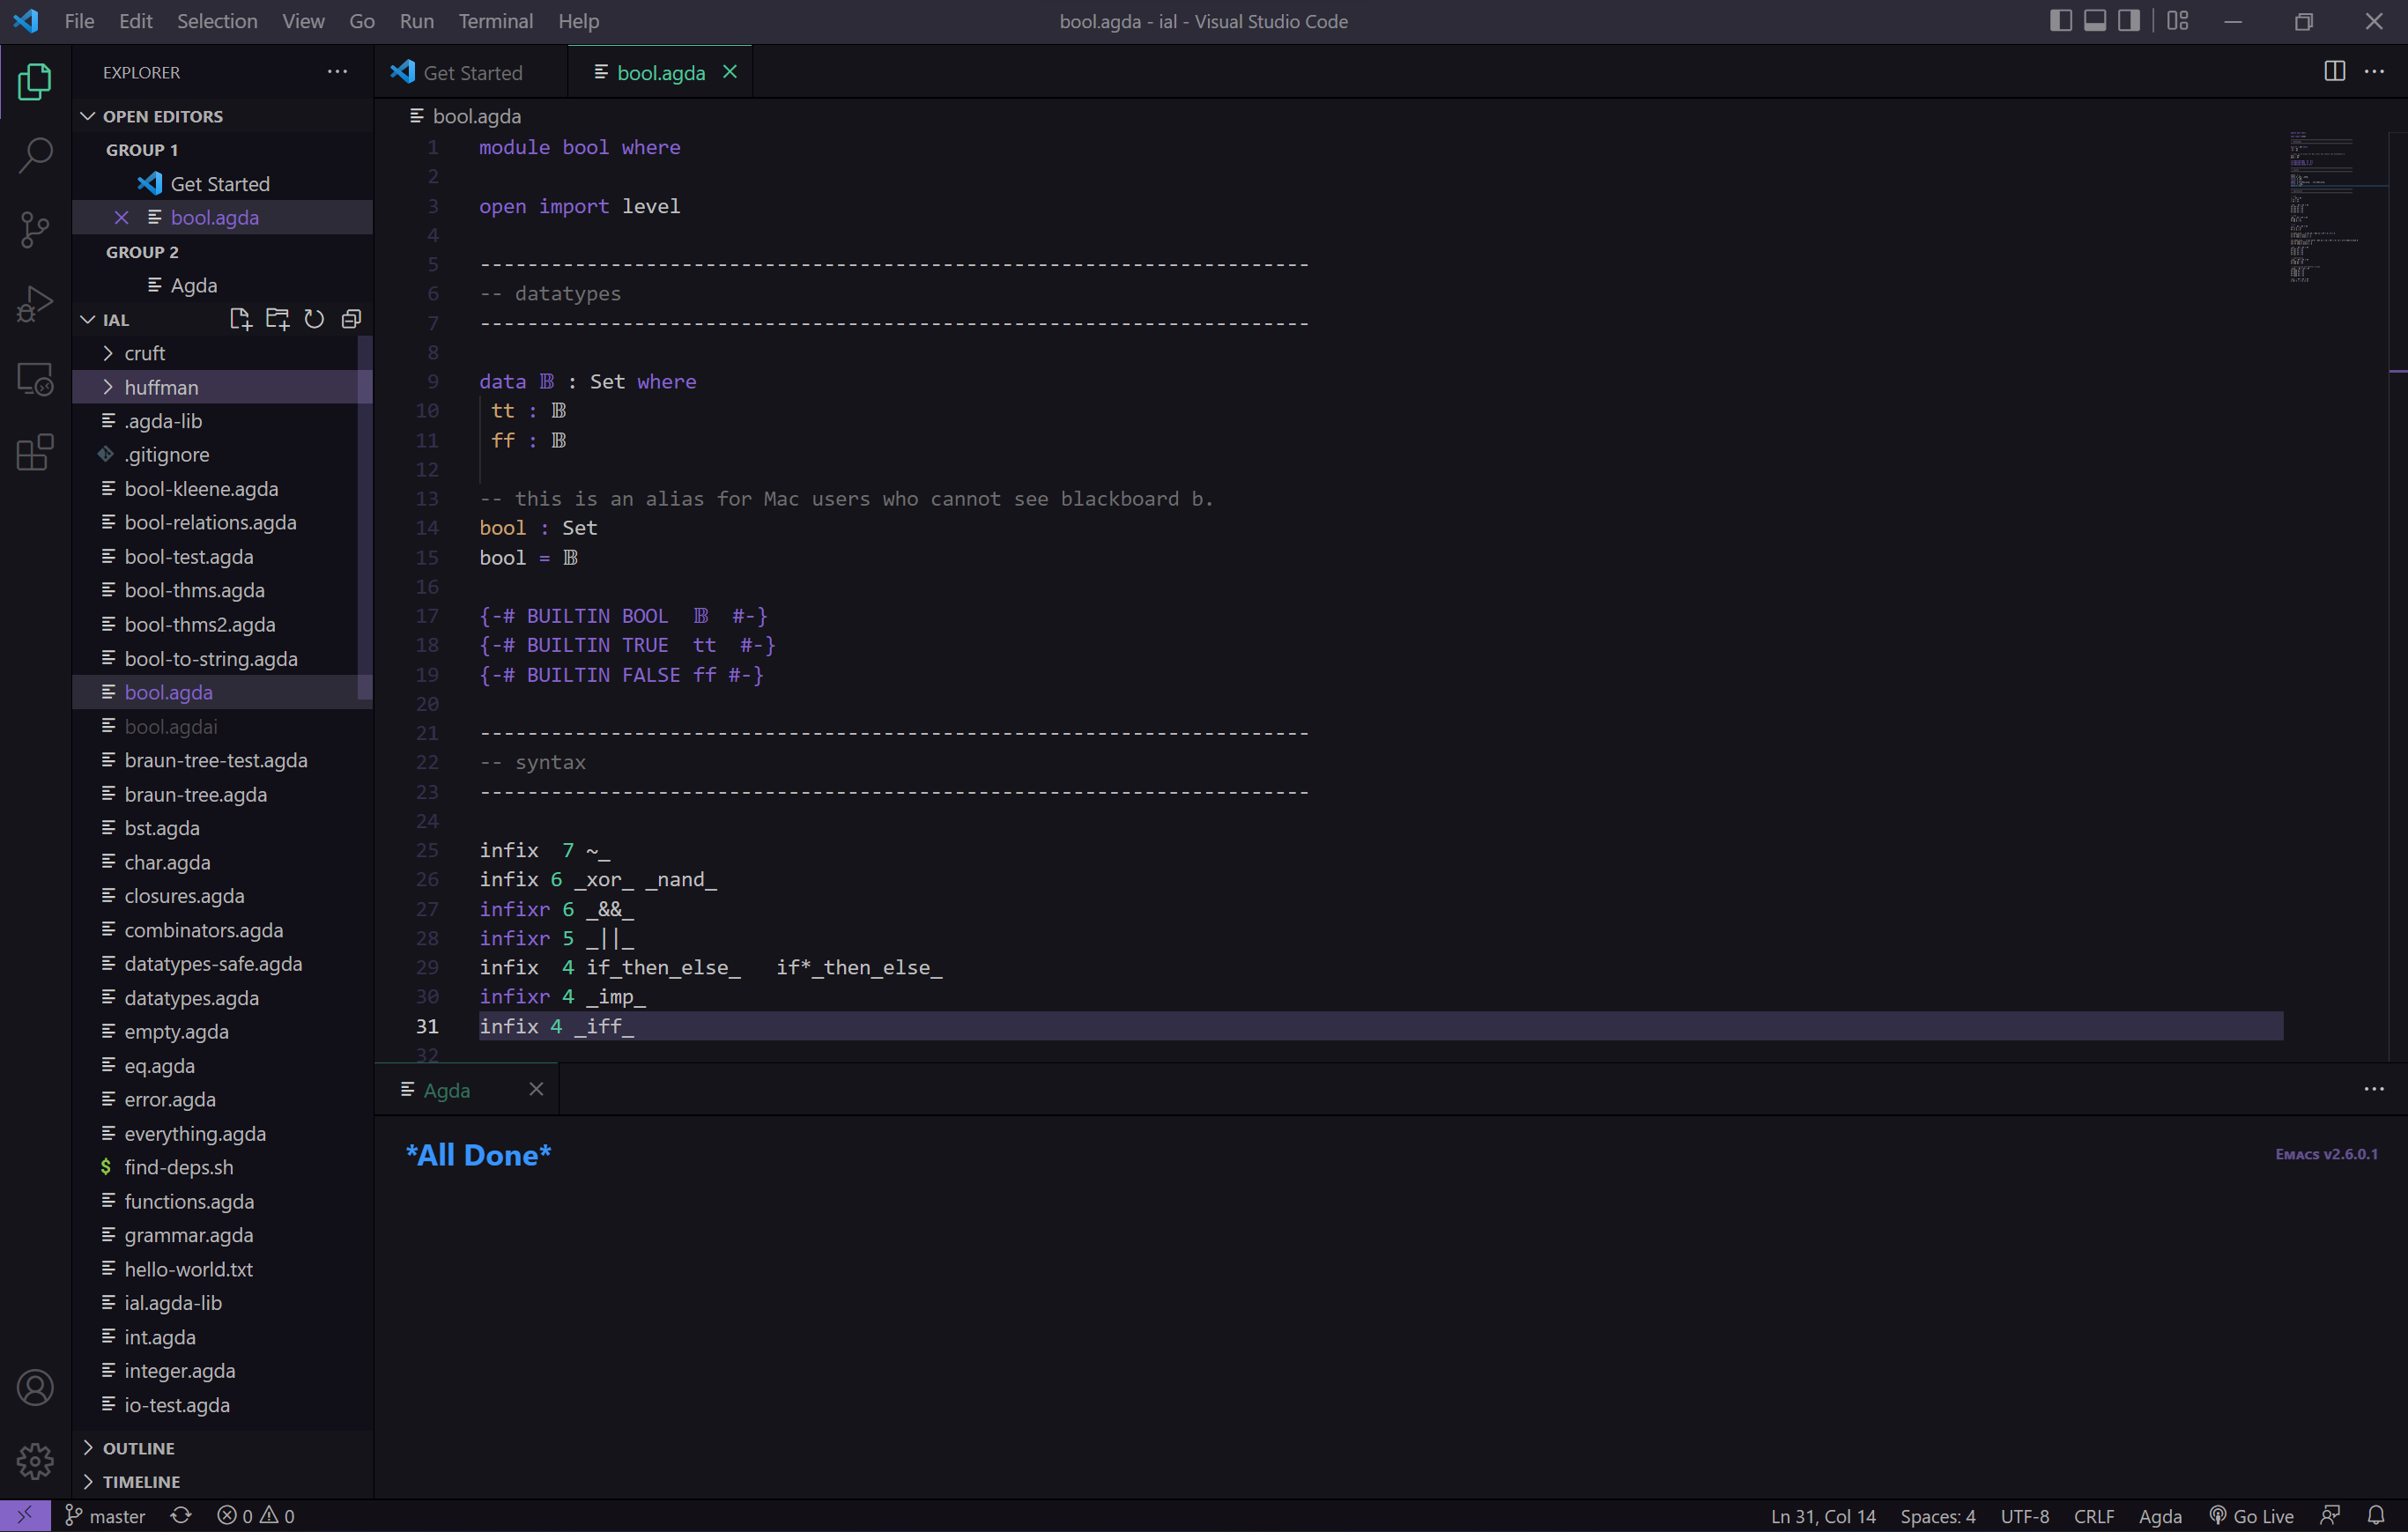 File Edit Selection View Go Run Terminal Help
bool.agda - ial - Visual Studio Code
EXPLORER
OPEN EDITORS
GROUP 1
Get Started
bool.agda
GROUP 2
Agda
IAL
cruft
huffman
.agda-lib
.gitignore
bool-kleene.agda
bool-relations.agda
bool-test.agda
bool-thms.agda
bool-thms2.agda
bool-to-string.agda
bool.agda
bool.agdai
braun-tree-test.agda
braun-tree.agda
bst.agda
char.agda
closures.agda
combinators.agda
datatypes-safe.agda
datatypes.agda
empty.agda
eq.agda
error.agda
everything.agda
find-deps.sh
functions.agda
grammar.agda
hello-world.txt
ial.agda-lib
int.agda
integer.agda
io-test.agda
OUTLINE
TIMELINE
Get Started
bool.agda
bool.agda
1 module bool where
2
3 open import level
4
5 ----------------------------------------------------------------------
6 -- datatypes
7 ----------------------------------------------------------------------
8
9 data 𝔹 : Set where
10 tt : 𝔹
11 ff : 𝔹
12
13 -- this is an alias for Mac users who cannot see blackboard b.
14 bool : Set
15 bool = 𝔹
16
17 {-# BUILTIN BOOL  𝔹  #-}
18 {-# BUILTIN TRUE  tt  #-}
19 {-# BUILTIN FALSE ff #-}
20
21 ----------------------------------------------------------------------
22 -- syntax
23 ----------------------------------------------------------------------
24
25 infix  7 ~_
26 infix 6 _xor_ _nand_
27 infixr 6 _&&_
28 infixr 5 _||_
29 infix  4 if_then_else_   if*_then_else_
30 infixr 4 _imp_
31 infix 4 _iff_
32
Agda
*All Done*
EMACS V2.6.0.1
master 0 0
Ln 31, Col 14 Spaces: 4 UTF-8 CRLF Agda Go Live